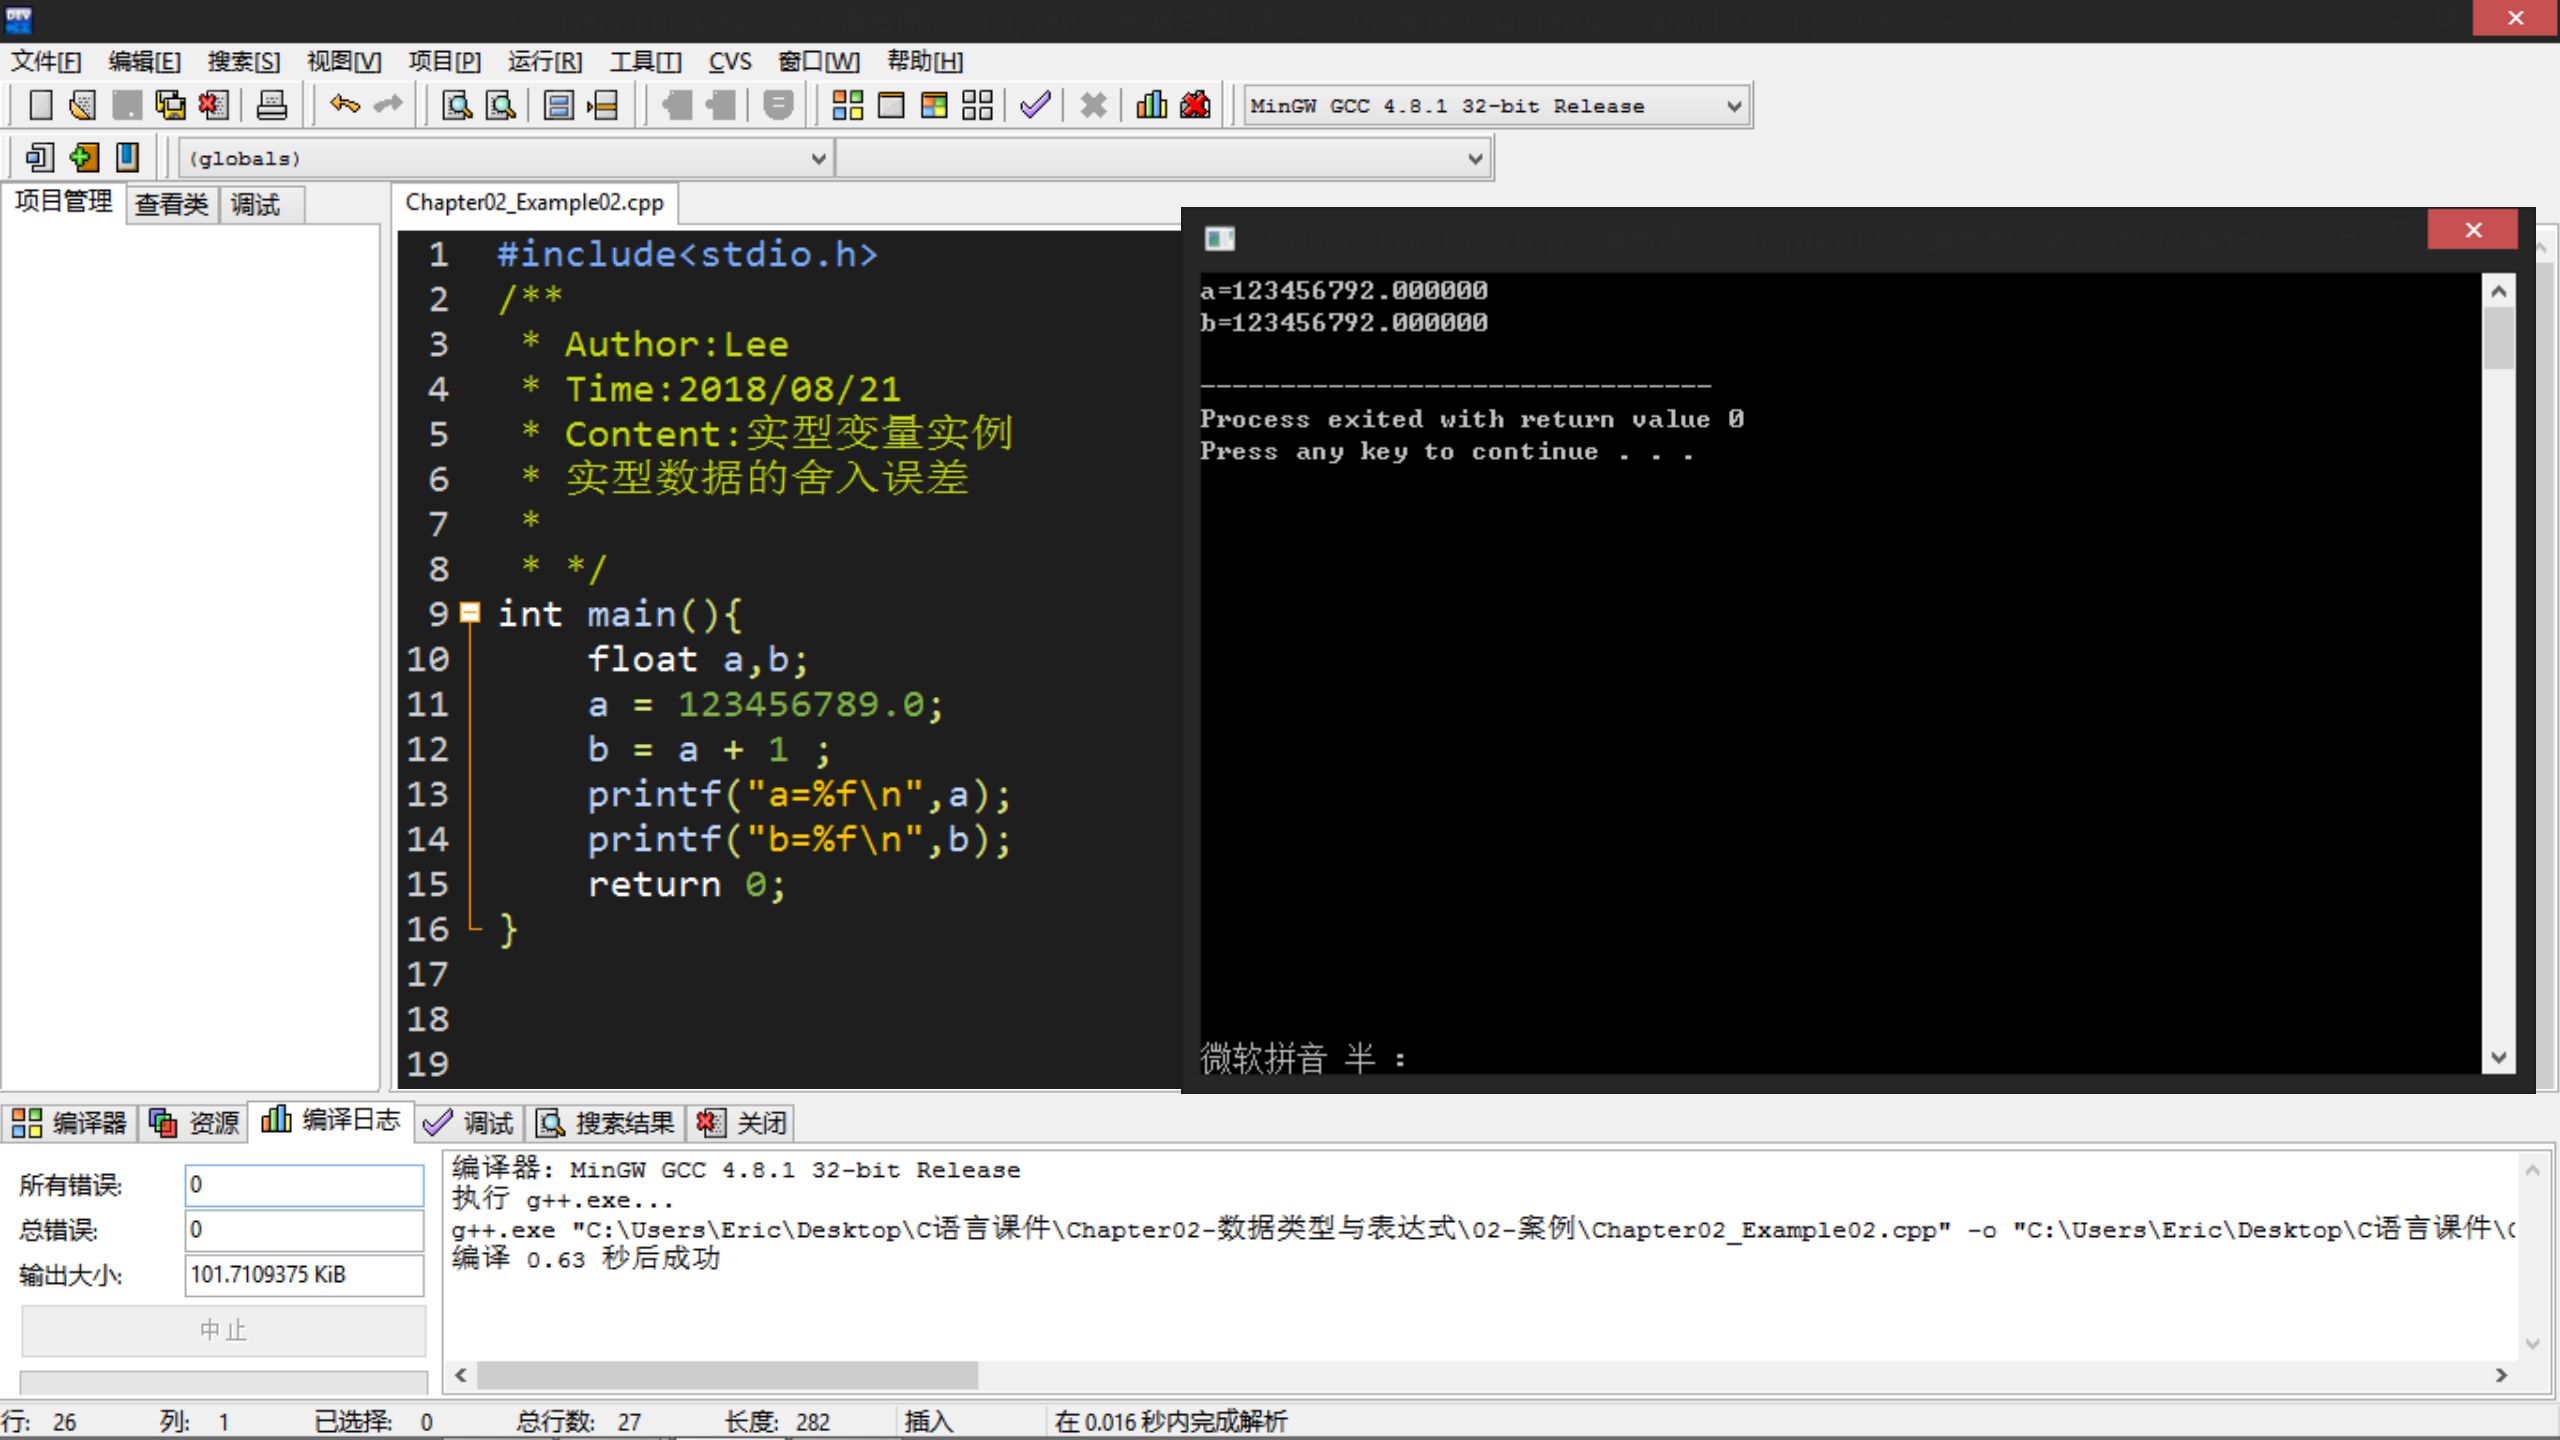 DEV
文件[F] 编辑[E] 搜索[S] 视图[V] 项目[P] 运行[R] 工具[T] CVS 窗口[W] 帮助[H]
MinGW GCC 4.8.1 32-bit Release
(globals)
项目管理 查看类 调试
Chapter02_Example02.cpp
1 #include<stdio.h>
2 /**
3 * Author:Lee
4 * Time:2018/08/21
5 * Content:实型变量实例
6 * 实型数据的舍入误差
7 *
8 * */
9 int main(){
10 float a,b;
11 a = 123456789.0;
12 b = a + 1 ;
13 printf("a=%f\n",a);
14 printf("b=%f\n",b);
15 return 0;
16 }
17
18
19
a=123456792.000000
b=123456792.000000
--------------------------------
Process exited with return value 0
Press any key to continue . . .
微软拼音 半 :
编译器 资源 编译日志 调试 搜索结果 关闭
所有错误: 0
总错误: 0
输出大小: 101.7109375 KiB
中止
编译器: MinGW GCC 4.8.1 32-bit Release
执行 g++.exe...
g++.exe "C:\Users\Eric\Desktop\C语言课件\Chapter02-数据类型与表达式\02-案例\Chapter02_Example02.cpp" -o "C:\Users\Eric\Desktop\C语言课件\
编译 0.63 秒后成功
行: 26 列: 1 已选择: 0 总行数: 27 长度: 282 插入 在 0.016 秒内完成解析